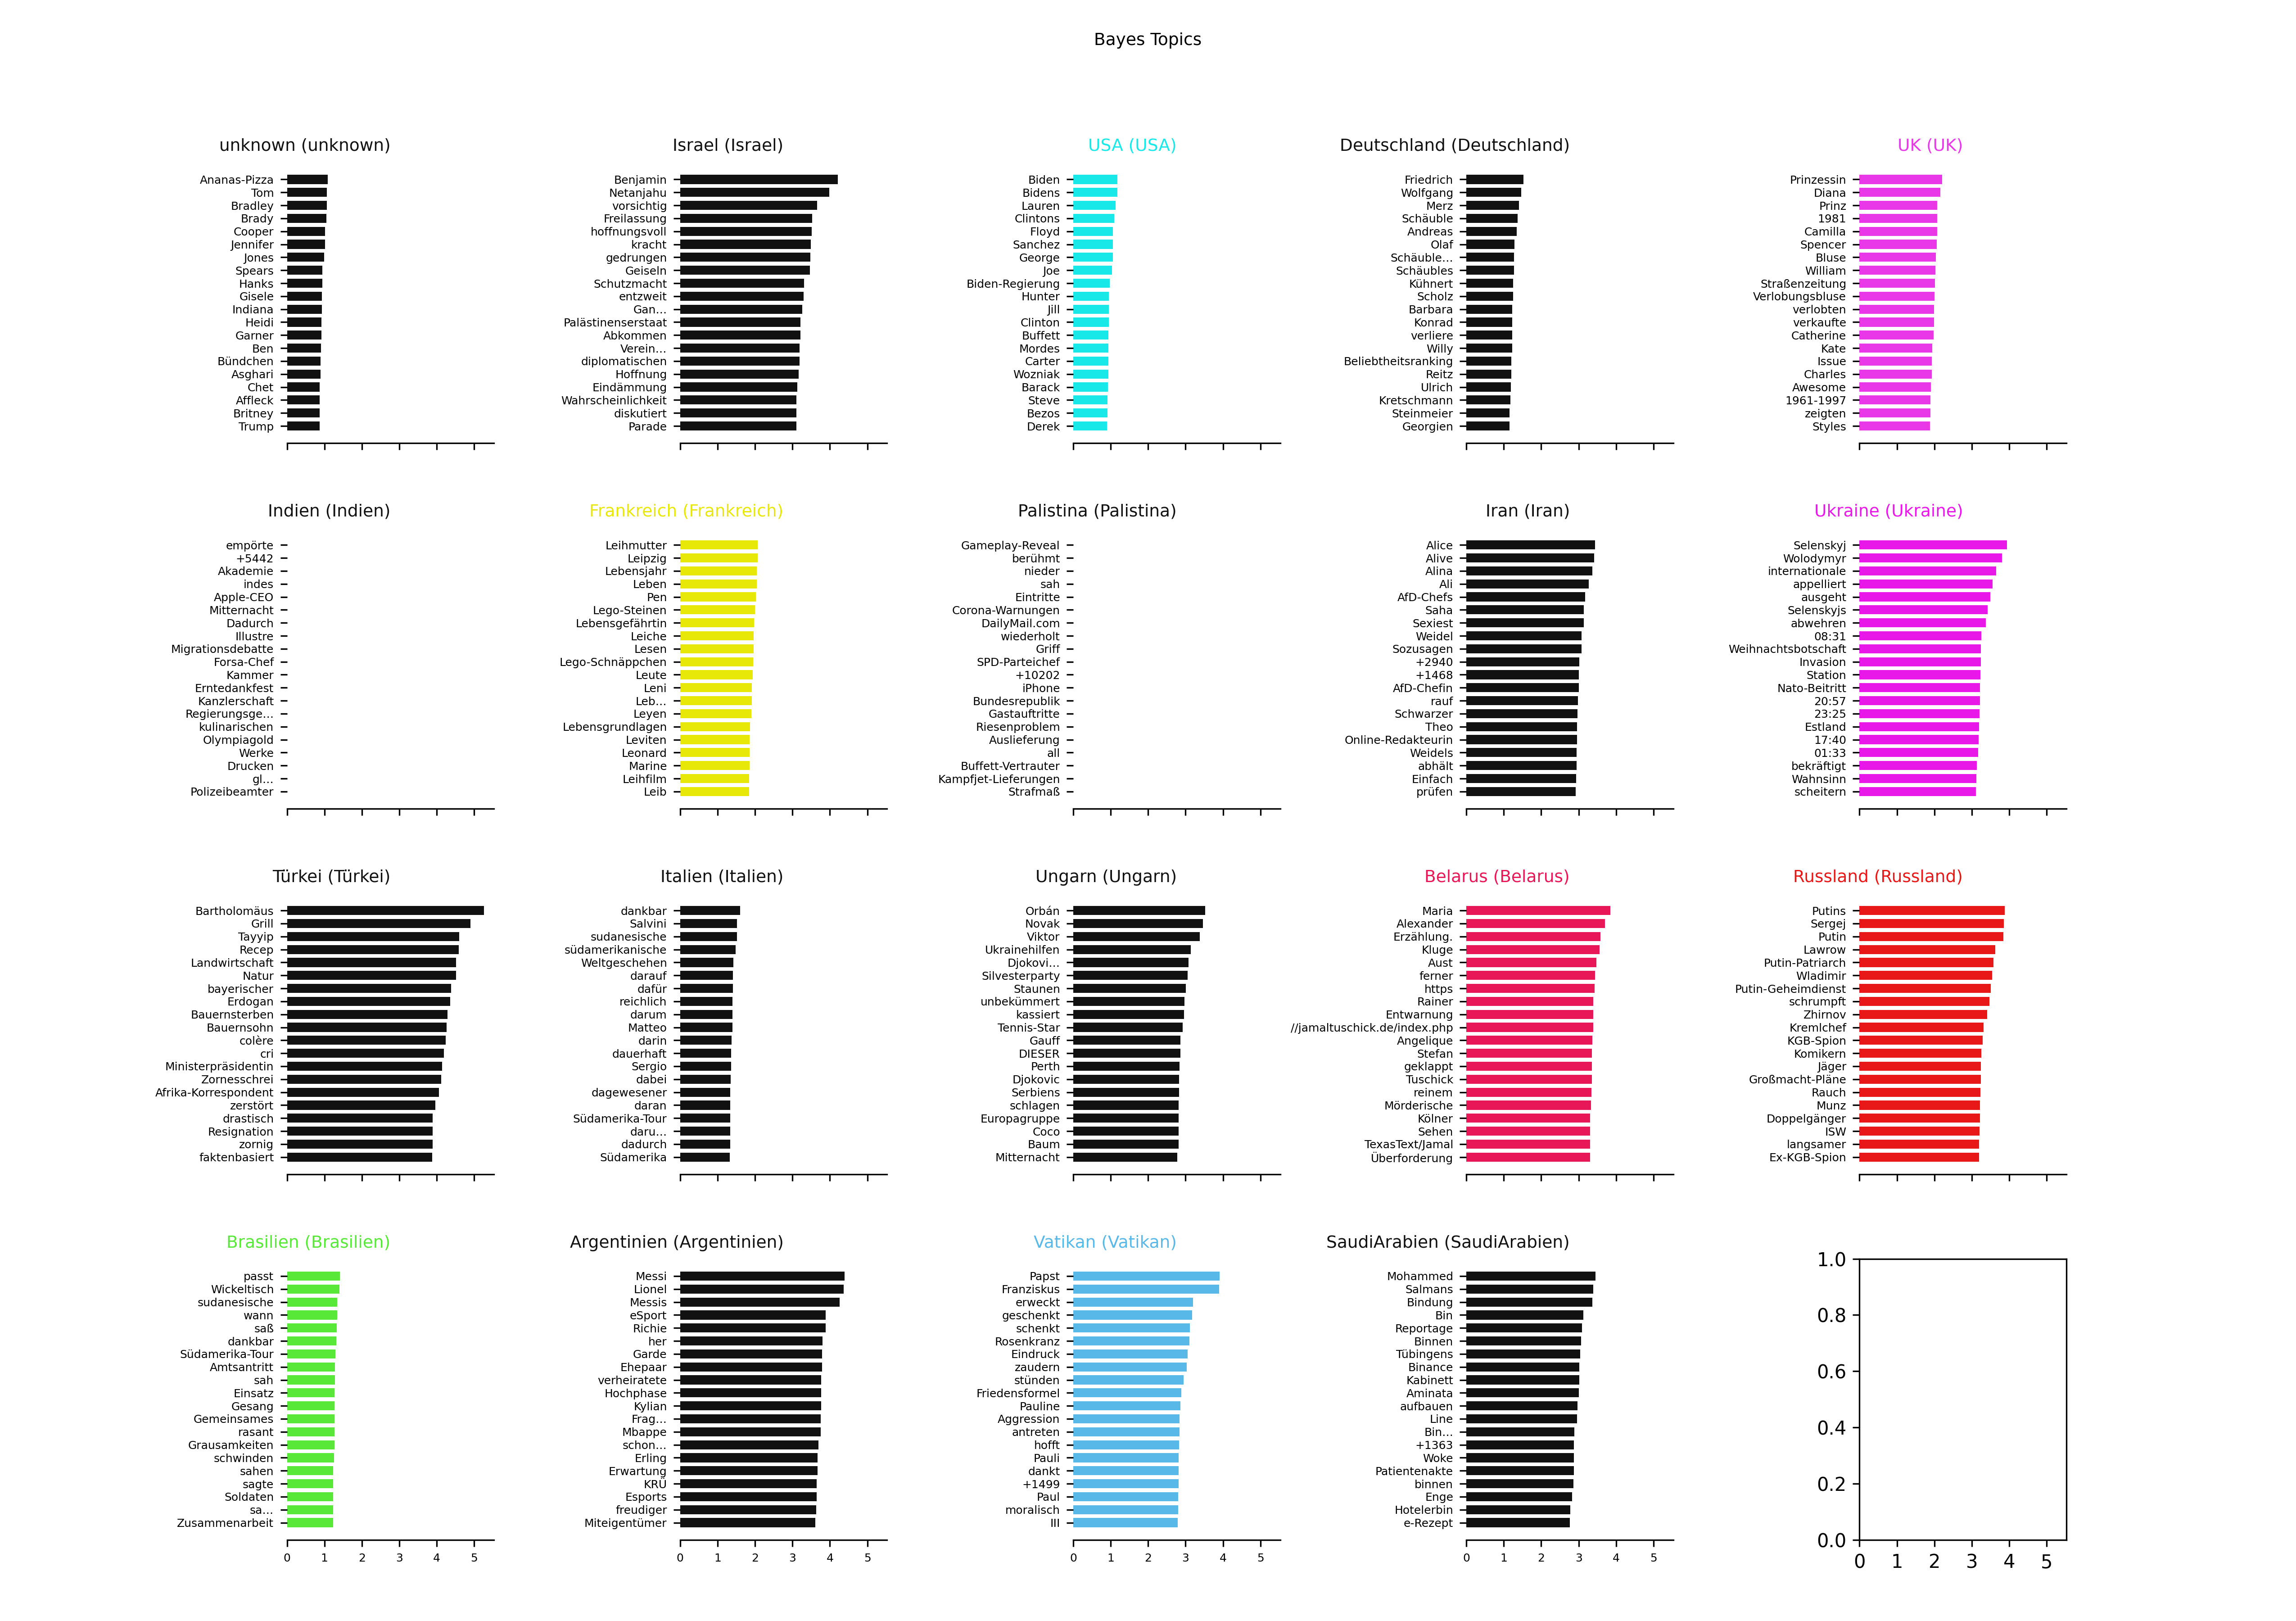 Bayes Topics
unknown (unknown)
Ananas-Pizza
Tom
Bradley
Brady
Cooper
Jennifer
Jones
Spears
Hanks
Gisele
Indiana
Heidi
Garner
Ben
Bündchen
Asghari
Chet
Affleck
Britney
Trump
Israel (Israel)
Benjamin
Netanjahu
vorsichtig
Freilassung
hoffnungsvoll
kracht
gedrungen
Geiseln
Schutzmacht
entzweit
Gan...
Palästinenserstaat
Abkommen
Verein...
diplomatischen
Hoffnung
Eindämmung
Wahrscheinlichkeit
diskutiert
Parade
USA (USA)
Biden
Bidens
Lauren
Clintons
Floyd
Sanchez
George
Joe
Biden-Regierung
Hunter
Jill
Clinton
Buffett
Mordes
Carter
Wozniak
Barack
Steve
Bezos
Derek
Deutschland (Deutschland)
Friedrich
Wolfgang
Merz
Schäuble
Andreas
Olaf
Schäuble...
Schäubles
Kühnert
Scholz
Barbara
Konrad
verliere
Willy
Beliebtheitsranking
Reitz
Ulrich
Kretschmann
Steinmeier
Georgien
UK (UK)
Prinzessin
Diana
Prinz
1981
Camilla
Spencer
Bluse
William
Straßenzeitung
Verlobungsbluse
verlobten
verkaufte
Catherine
Kate
Issue
Charles
Awesome
1961-1997
zeigten
Styles
Indien (Indien)
empörte
+5442
Akademie
indes
Apple-CEO
Mitternacht
Dadurch
Illustre
Migrationsdebatte
Forsa-Chef
Kammer
Erntedankfest
Kanzlerschaft
Regierungsge...
kulinarischen
Olympiagold
Werke
Drucken
gl...
Polizeibeamter
Frankreich (Frankreich)
Leihmutter
Leipzig
Lebensjahr
Leben
Pen
Lego-Steinen
Lebensgefährtin
Leiche
Lesen
Lego-Schnäppchen
Leute
Leni
Leb...
Leyen
Lebensgrundlagen
Leviten
Leonard
Marine
Leihfilm
Leib
Palistina (Palistina)
Gameplay-Reveal
berühmt
nieder
sah
Eintritte
Corona-Warnungen
DailyMail.com
wiederholt
Griff
SPD-Parteichef
+10202
iPhone
Bundesrepublik
Gastauftritte
Riesenproblem
Auslieferung
all
Buffett-Vertrauter
Kampfjet-Lieferungen
Strafmaß
Iran (Iran)
Alice
Alive
Alina
Ali
AfD-Chefs
Saha
Sexiest
Weidel
Sozusagen
+2940
+1468
AfD-Chefin
rauf
Schwarzer
Theo
Online-Redakteurin
Weidels
abhält
Einfach
prüfen
Ukraine (Ukraine)
Selenskyj
Wolodymyr
internationale
appelliert
ausgeht
Selenskyjs
abwehren
08:31
Weihnachtsbotschaft
Invasion
Station
Nato-Beitritt
20:57
23:25
Estland
17:40
01:33
bekräftigt
Wahnsinn
scheitern
Türkei (Türkei)
Bartholomäus
Grill
Tayyip
Recep
Landwirtschaft
Natur
bayerischer
Erdogan
Bauernsterben
Bauernsohn
colère
cri
Ministerpräsidentin
Zornesschrei
Afrika-Korrespondent
zerstört
drastisch
Resignation
zornig
faktenbasiert
Italien (Italien)
dankbar
Salvini
sudanesische
südamerikanische
Weltgeschehen
darauf
dafür
reichlich
darum
Matteo
darin
dauerhaft
Sergio
dabei
dagewesener
daran
Südamerika-Tour
daru...
dadurch
Südamerika
Ungarn (Ungarn)
Orbán
Novak
Viktor
Ukrainehilfen
Djokovi...
Silvesterparty
Staunen
unbekümmert
kassiert
Tennis-Star
Gauff
DIESER
Perth
Djokovic
Serbiens
schlagen
Europagruppe
Coco
Baum
Mitternacht
Belarus (Belarus)
Maria
Alexander
Erzählung.
Kluge
Aust
ferner
https
Rainer
Entwarnung
//jamaltuschick.de/index.php
Angelique
Stefan
geklappt
Tuschick
reinem
Mörderische
Kölner
Sehen
TexasText/Jamal
Überforderung
Russland (Russland)
Putins
Sergej
Putin
Lawrow
Putin-Patriarch
Wladimir
Putin-Geheimdienst
schrumpft
Zhirnov
Kremlchef
KGB-Spion
Komikern
Jäger
Großmacht-Pläne
Rauch
Munz
Doppelgänger
ISW
langsamer
Ex-KGB-Spion
Brasilien (Brasilien)
passt
Wickeltisch
sudanesische
wann
saß
dankbar
Südamerika-Tour
Amtsantritt
sah
Einsatz
Gesang
Gemeinsames
rasant
Grausamkeiten
schwinden
sahen
sagte
Soldaten
sa...
Zusammenarbeit
0 1 2 3 4 5
Argentinien (Argentinien)
Messi
Lionel
Messis
eSport
Richie
her
Garde
Ehepaar
verheiratete
Hochphase
Kylian
Frag...
Mbappe
schon...
Erling
Erwartung
KRÜ
Esports
freudiger
Miteigentümer
0 1 2 3 4 5
Vatikan (Vatikan)
Papst
Franziskus
erweckt
geschenkt
schenkt
Rosenkranz
Eindruck
zaudern
stünden
Friedensformel
Pauline
Aggression
antreten
hofft
Pauli
dankt
+1499
Paul
moralisch
III
0 1 2 3 4 5
SaudiArabien (SaudiArabien)
Mohammed
Salmans
Bindung
Bin
Reportage
Binnen
Tübingens
Binance
Kabinett
Aminata
aufbauen
Line
Bin...
+1363
Woke
Patientenakte
binnen
Enge
Hotelerbin
e-Rezept
0 1 2 3 4 5
1.0
0.8
0.6
0.4
0.2
0.0
0 1 2 3 4 5